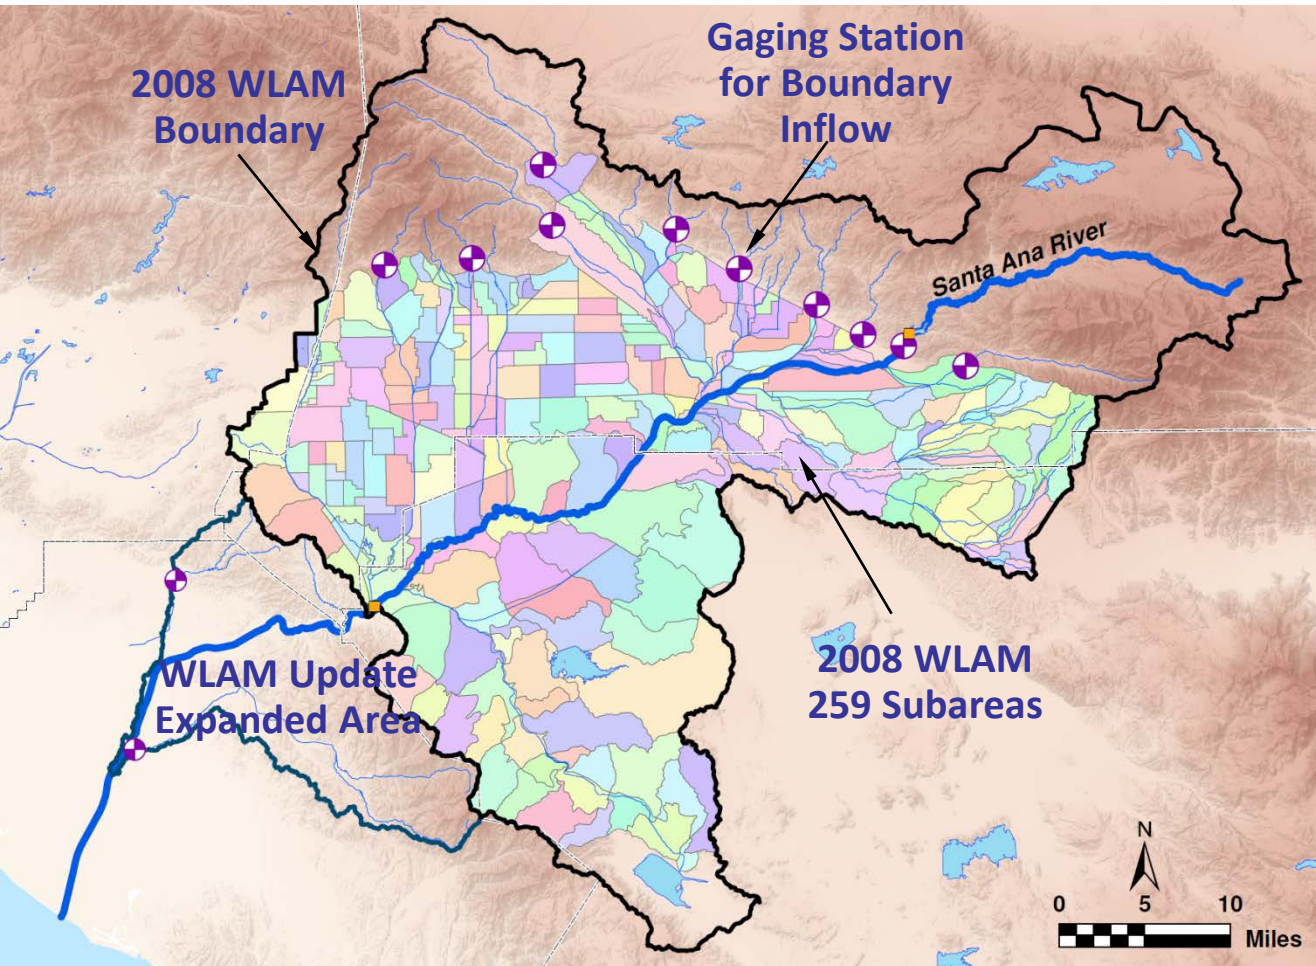 2008 WLAM
Boundary
Gaging Station
for Boundary
Inflow
Santa Ana River
WLAM Update
Expanded Area
2008 WLAM
259 Subareas
N
0 5 10
Miles